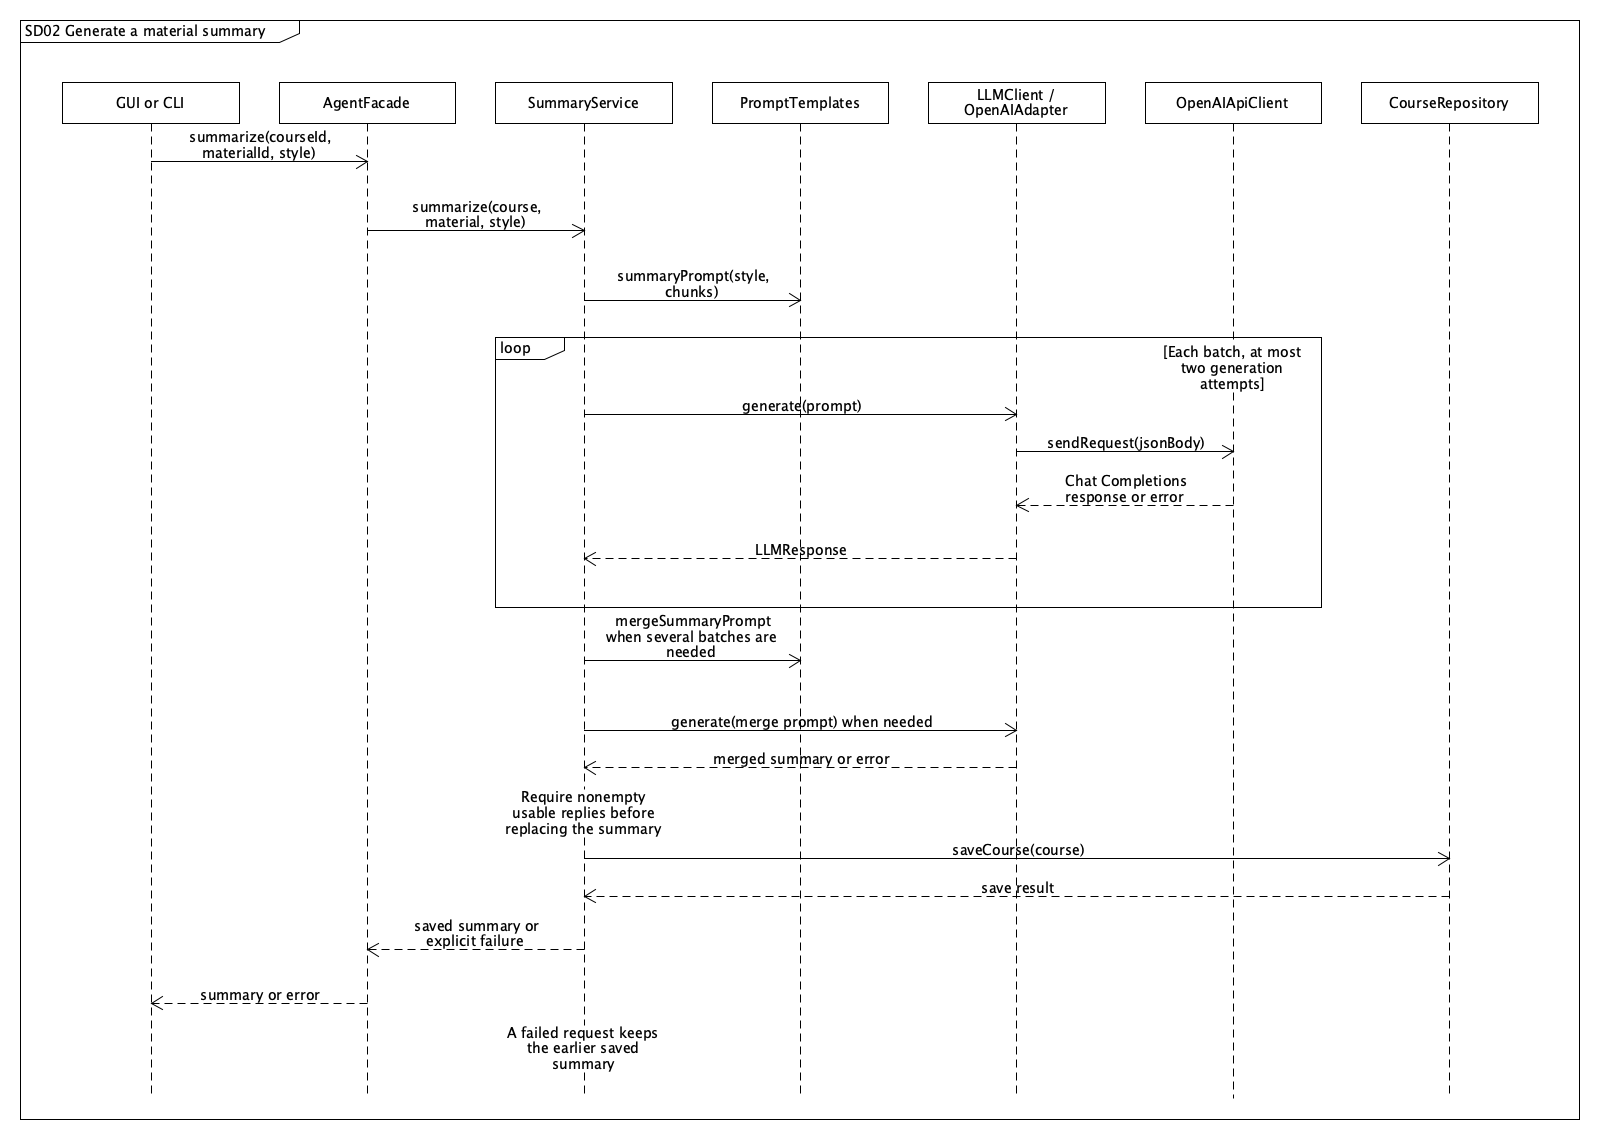 SD02 Generate a material summary
GUI or CLI
AgentFacade
SummaryService
PromptTemplates
LLMClient /
OpenAIAdapter
OpenAIApiClient
CourseRepository
summarize(courseId,
materialId, style)
summarize(course,
material, style)
summaryPrompt(style,
chunks)
loop
[Each batch, at most
two generation
attempts]
generate(prompt)
sendRequest(jsonBody)
Chat Completions
response or error
LLMResponse
mergeSummaryPrompt
when several batches are
needed
generate(merge prompt) when needed
merged summary or error
Require nonempty
usable replies before
replacing the summary
saveCourse(course)
save result
saved summary or
explicit failure
summary or error
A failed request keeps
the earlier saved
summary